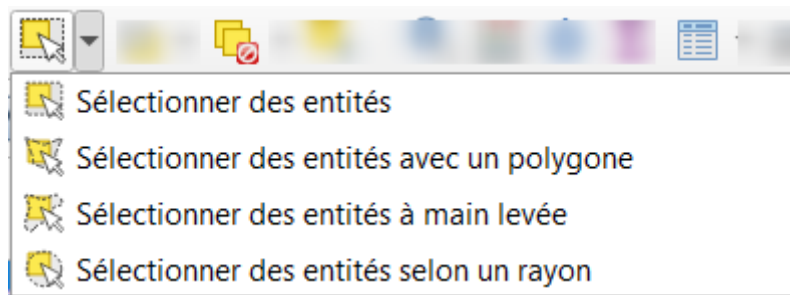 Sélectionner des entités
Sélectionner des entités avec un polygone
Sélectionner des entités à main levée
Sélectionner des entités selon un rayon